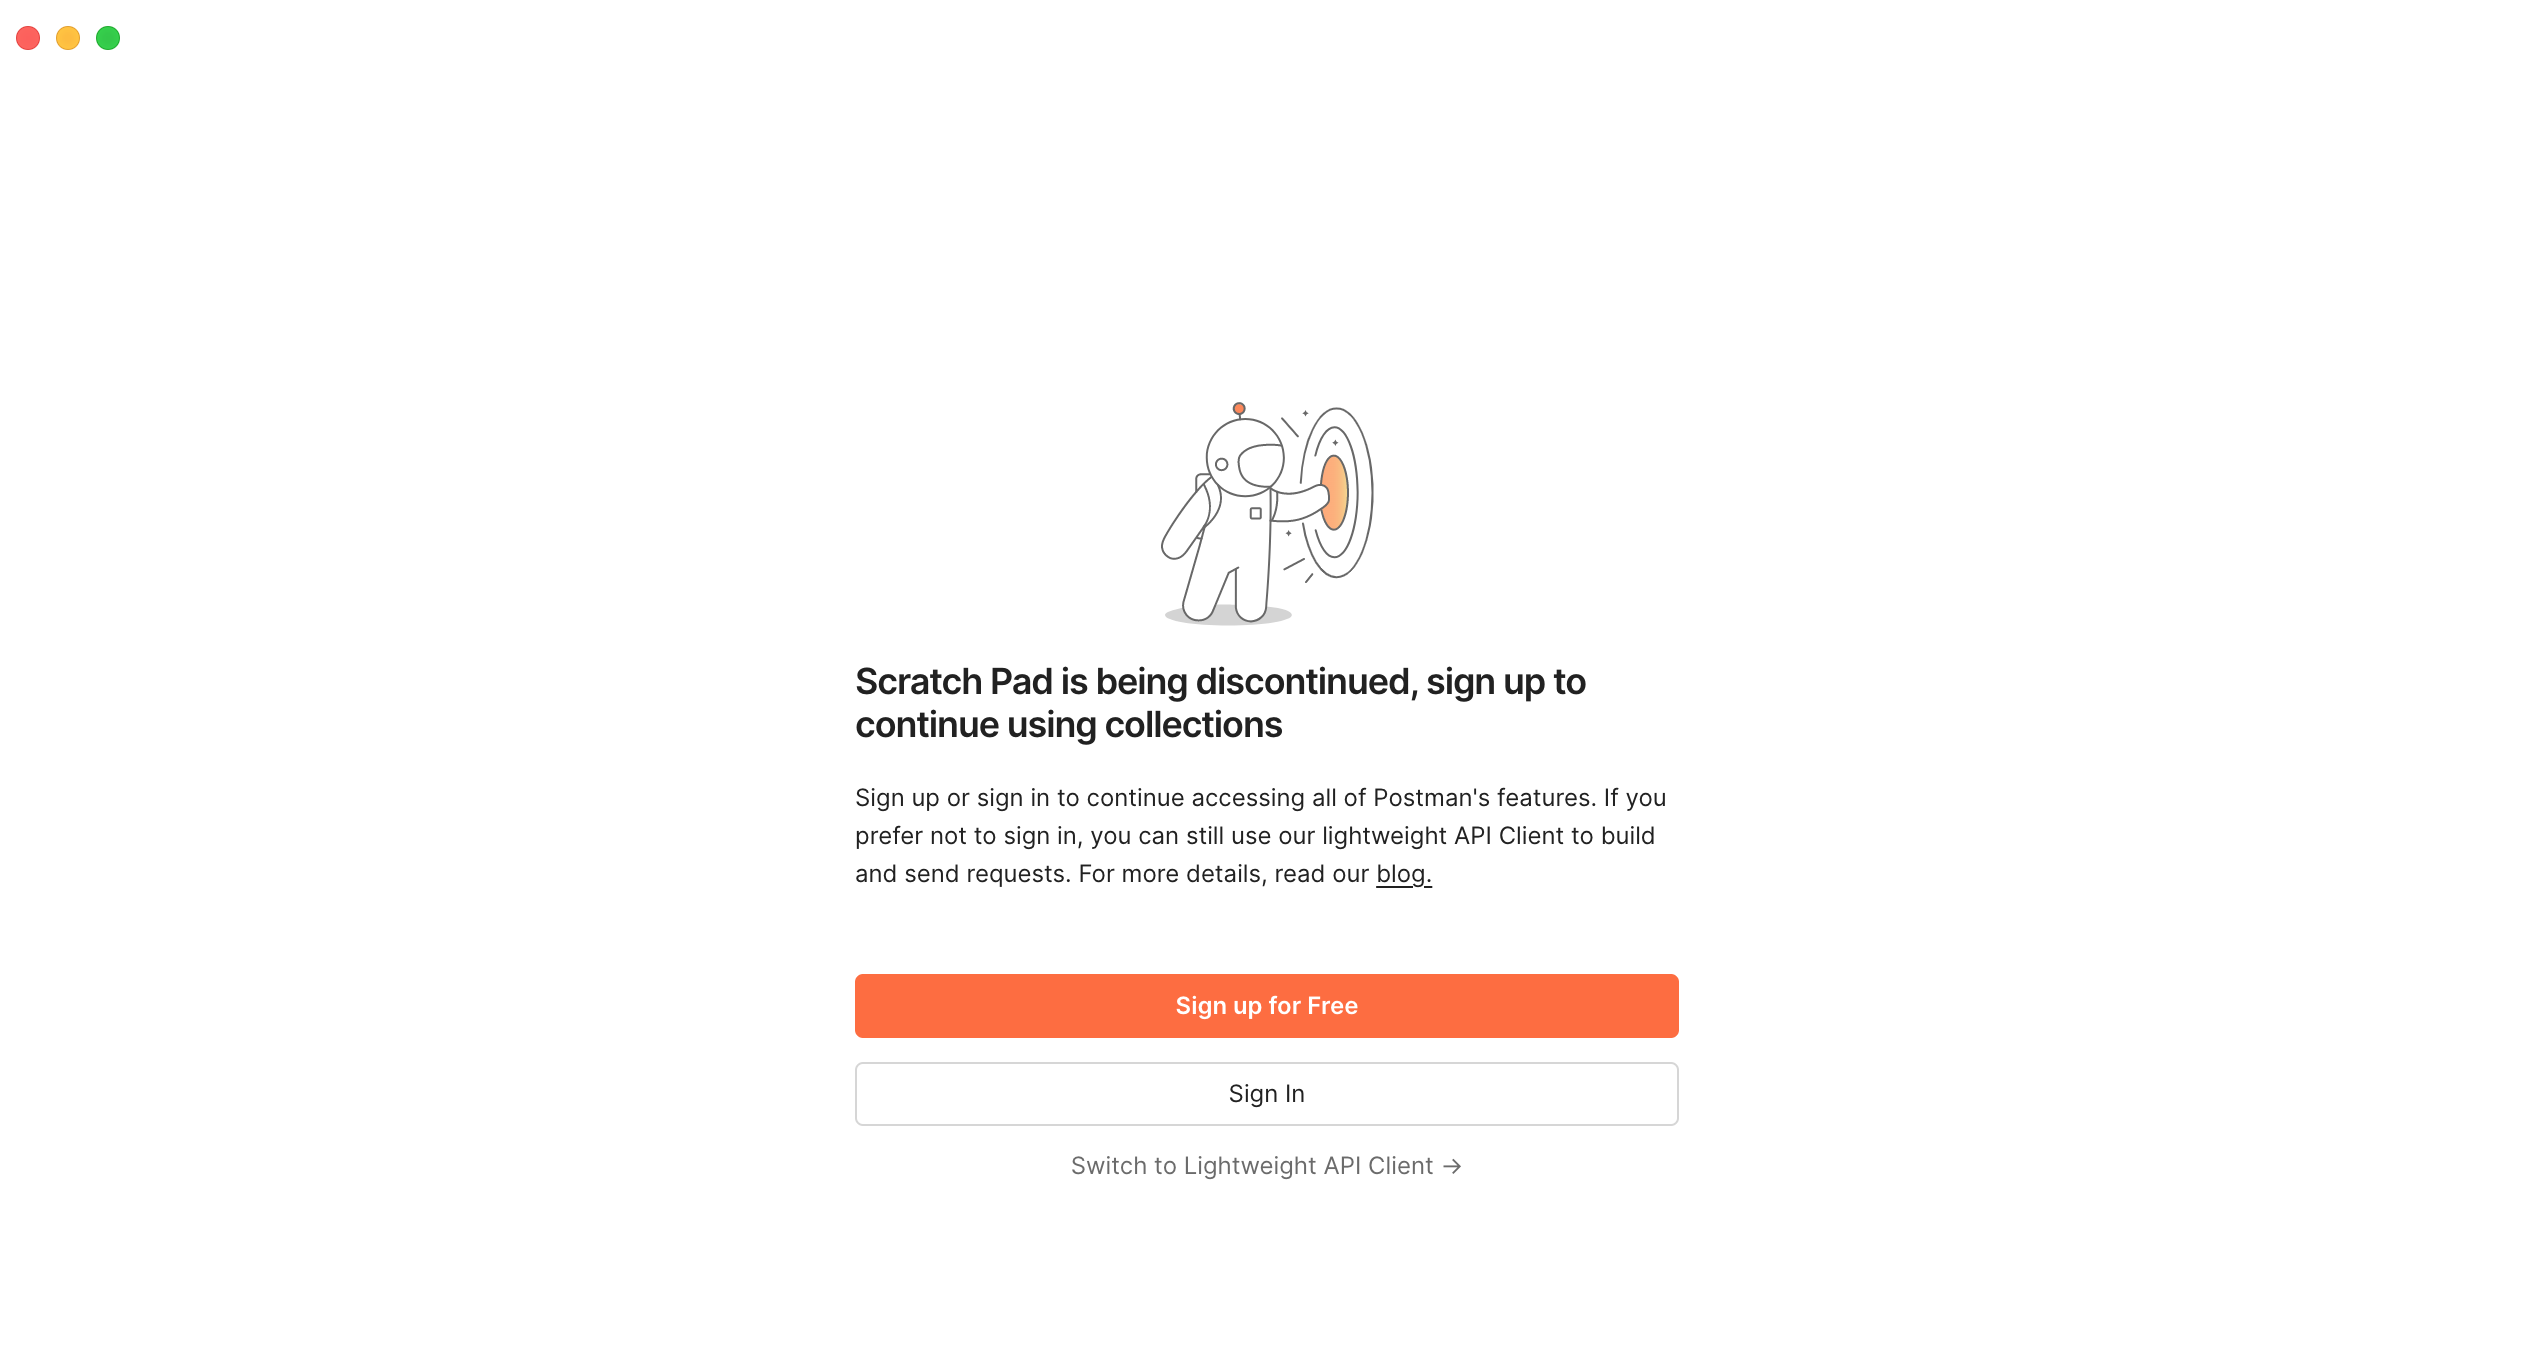 Scratch Pad is being discontinued, sign up to
continue using collections
Sign up or sign in to continue accessing all of Postman's features. If you
prefer not to sign in, you can still use our lightweight API Client to build
and send requests. For more details, read our blog.
Sign up for Free
Sign In
Switch to Lightweight API Client →